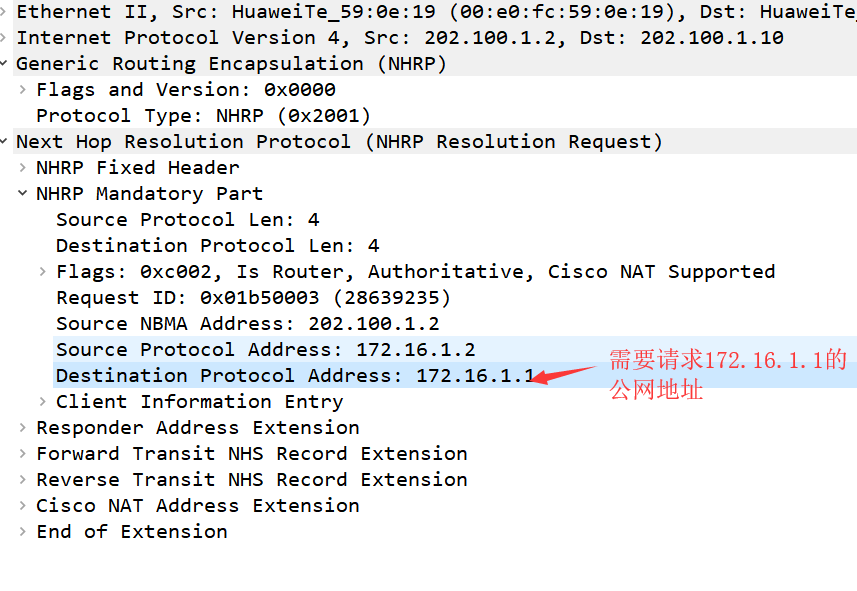 Ethernet II, Src: HuaweiTe_59:0e:19 (00:e0:fc:59:0e:19), Dst: HuaweiTe
Internet Protocol Version 4, Src: 202.100.1.2, Dst: 202.100.1.10
Generic Routing Encapsulation (NHRP)
Flags and Version: 0x0000
Protocol Type: NHRP (0x2001)
Next Hop Resolution Protocol (NHRP Resolution Request)
NHRP Fixed Header
NHRP Mandatory Part
Source Protocol Len: 4
Destination Protocol Len: 4
Flags: 0xc002, Is Router, Authoritative, Cisco NAT Supported
Request ID: 0x01b50003 (28639235)
Source NBMA Address: 202.100.1.2
Source Protocol Address: 172.16.1.2
Destination Protocol Address: 172.16.1.1
需要请求172.16.1.1的
公网地址
Client Information Entry
Responder Address Extension
Forward Transit NHS Record Extension
Reverse Transit NHS Record Extension
Cisco NAT Address Extension
End of Extension